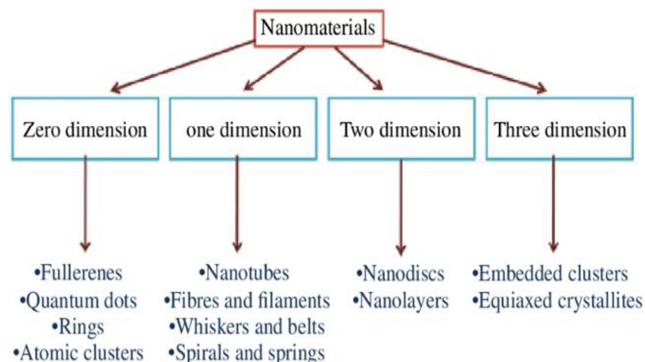 Nanomaterials
Zero dimension
one dimension
Two dimension
Three dimension
•Fullerenes
•Quantum dots
•Rings
•Atomic clusters
•Nanotubes
•Fibres and filaments
•Whiskers and belts
•Spirals and springs
•Nanodiscs
•Nanolayers
•Embedded clusters
•Equiaxed crystallites